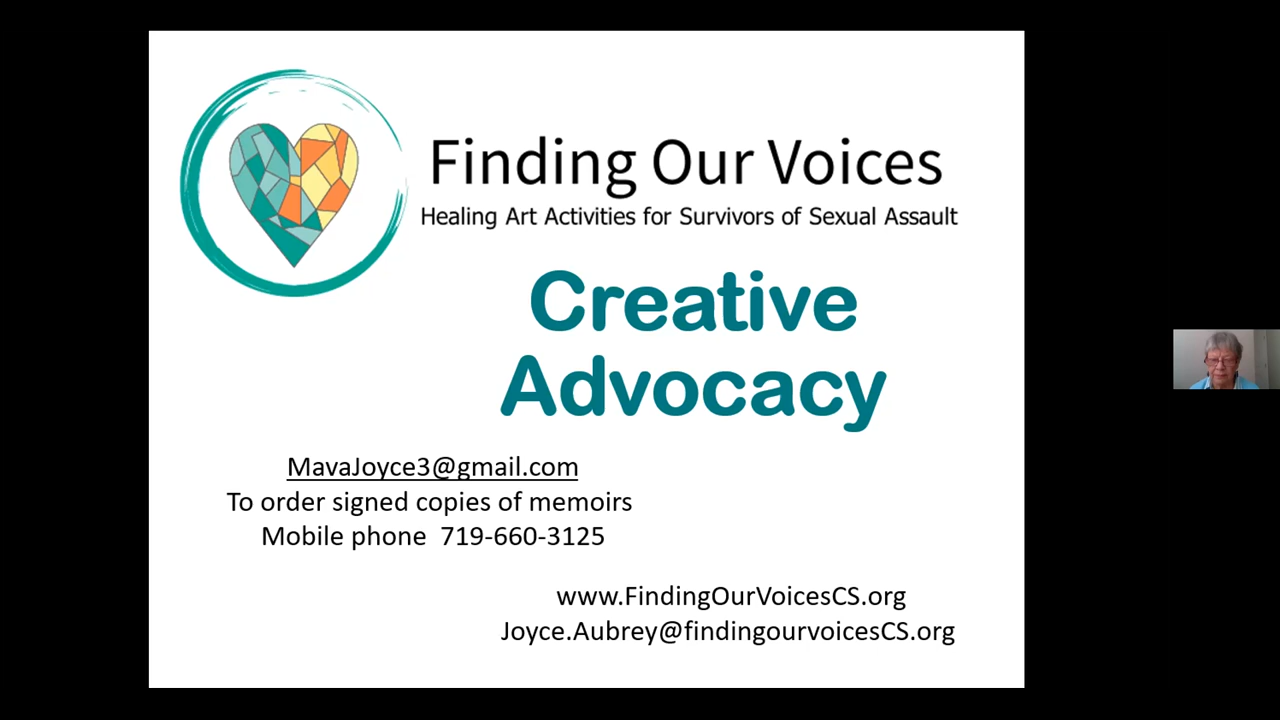 Finding Our Voices
Healing Art Activities for Survivors of Sexual Assault
Creative
Advocacy
MavaJoyce3@gmail.com
To order signed copies of memoirs
Mobile phone 719-660-3125
www.FindingOurVoicesCS.org
Joyce.Aubrey@findingourvoicesCS.org